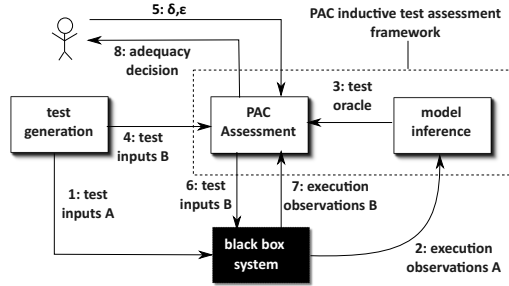 5: δ,ε
PAC inductive test assessment
framework
8: adequacy
decision
3: test
oracle
test
generation
PAC
Assessment
model
inference
4: test
inputs B
1: test
inputs A
6: test
inputs B
7: execution
observations B
black box
system
2: execution
observations A